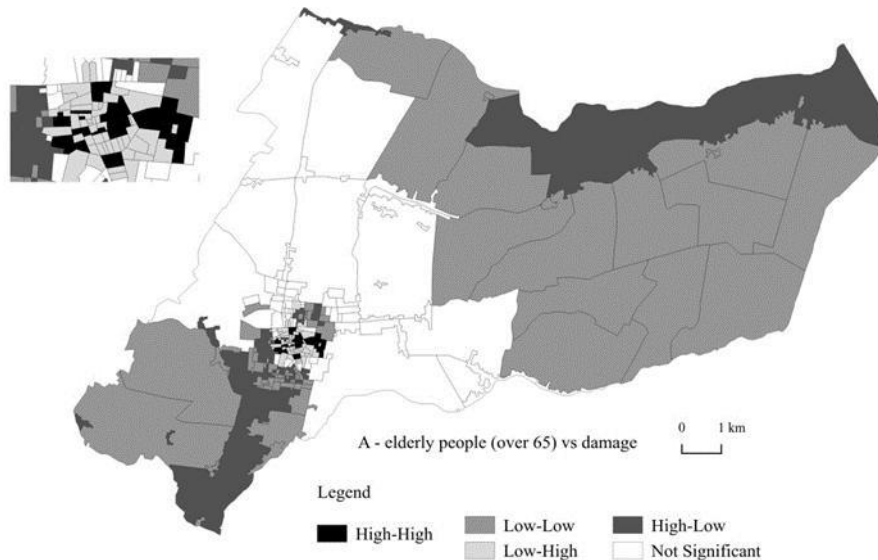 A - elderly people (over 65) vs damage
0 1 km
Legend
High-High
Low-Low
High-Low
Low-High
Not Significant